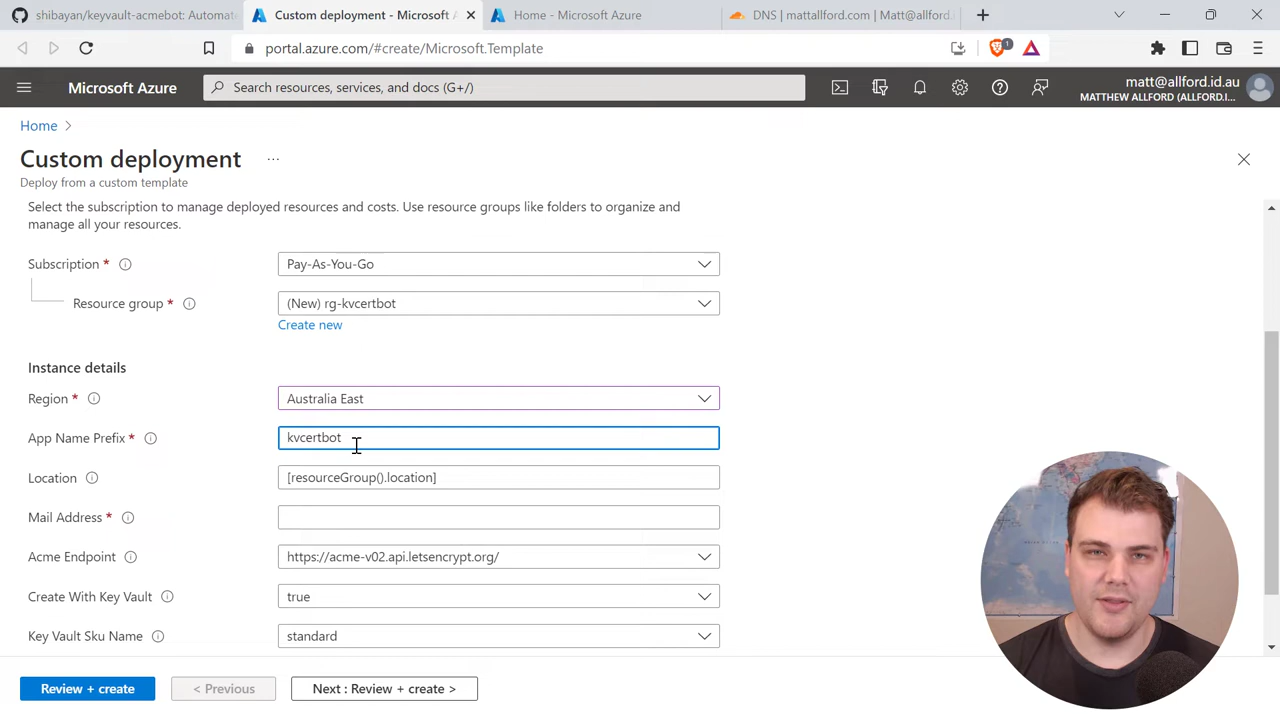 shibayan/keyvault-acmebot: Automat
Custom deployment - Microsoft A
Home - Microsoft Azure
DNS | mattallford.com | Matt@allford.
portal.azure.com/#create/Microsoft.Template
1
Microsoft Azure
Search resources, services, and docs (G+/)
matt@allford.id.au
MATTHEW ALLFORD (ALLFORD.I...
Home
Custom deployment ...
Deploy from a custom template
Select the subscription to manage deployed resources and costs. Use resource groups like folders to organize and
manage all your resources.
Subscription *
Pay-As-You-Go
Resource group *
(New) rg-kvcertbot
Create new
Instance details
Region *
Australia East
App Name Prefix *
kvcertbot
Location
[resourceGroup().location]
Mail Address *
Acme Endpoint
https://acme-v02.api.letsencrypt.org/
Create With Key Vault
true
Key Vault Sku Name
standard
Review + create
< Previous
Next : Review + create >